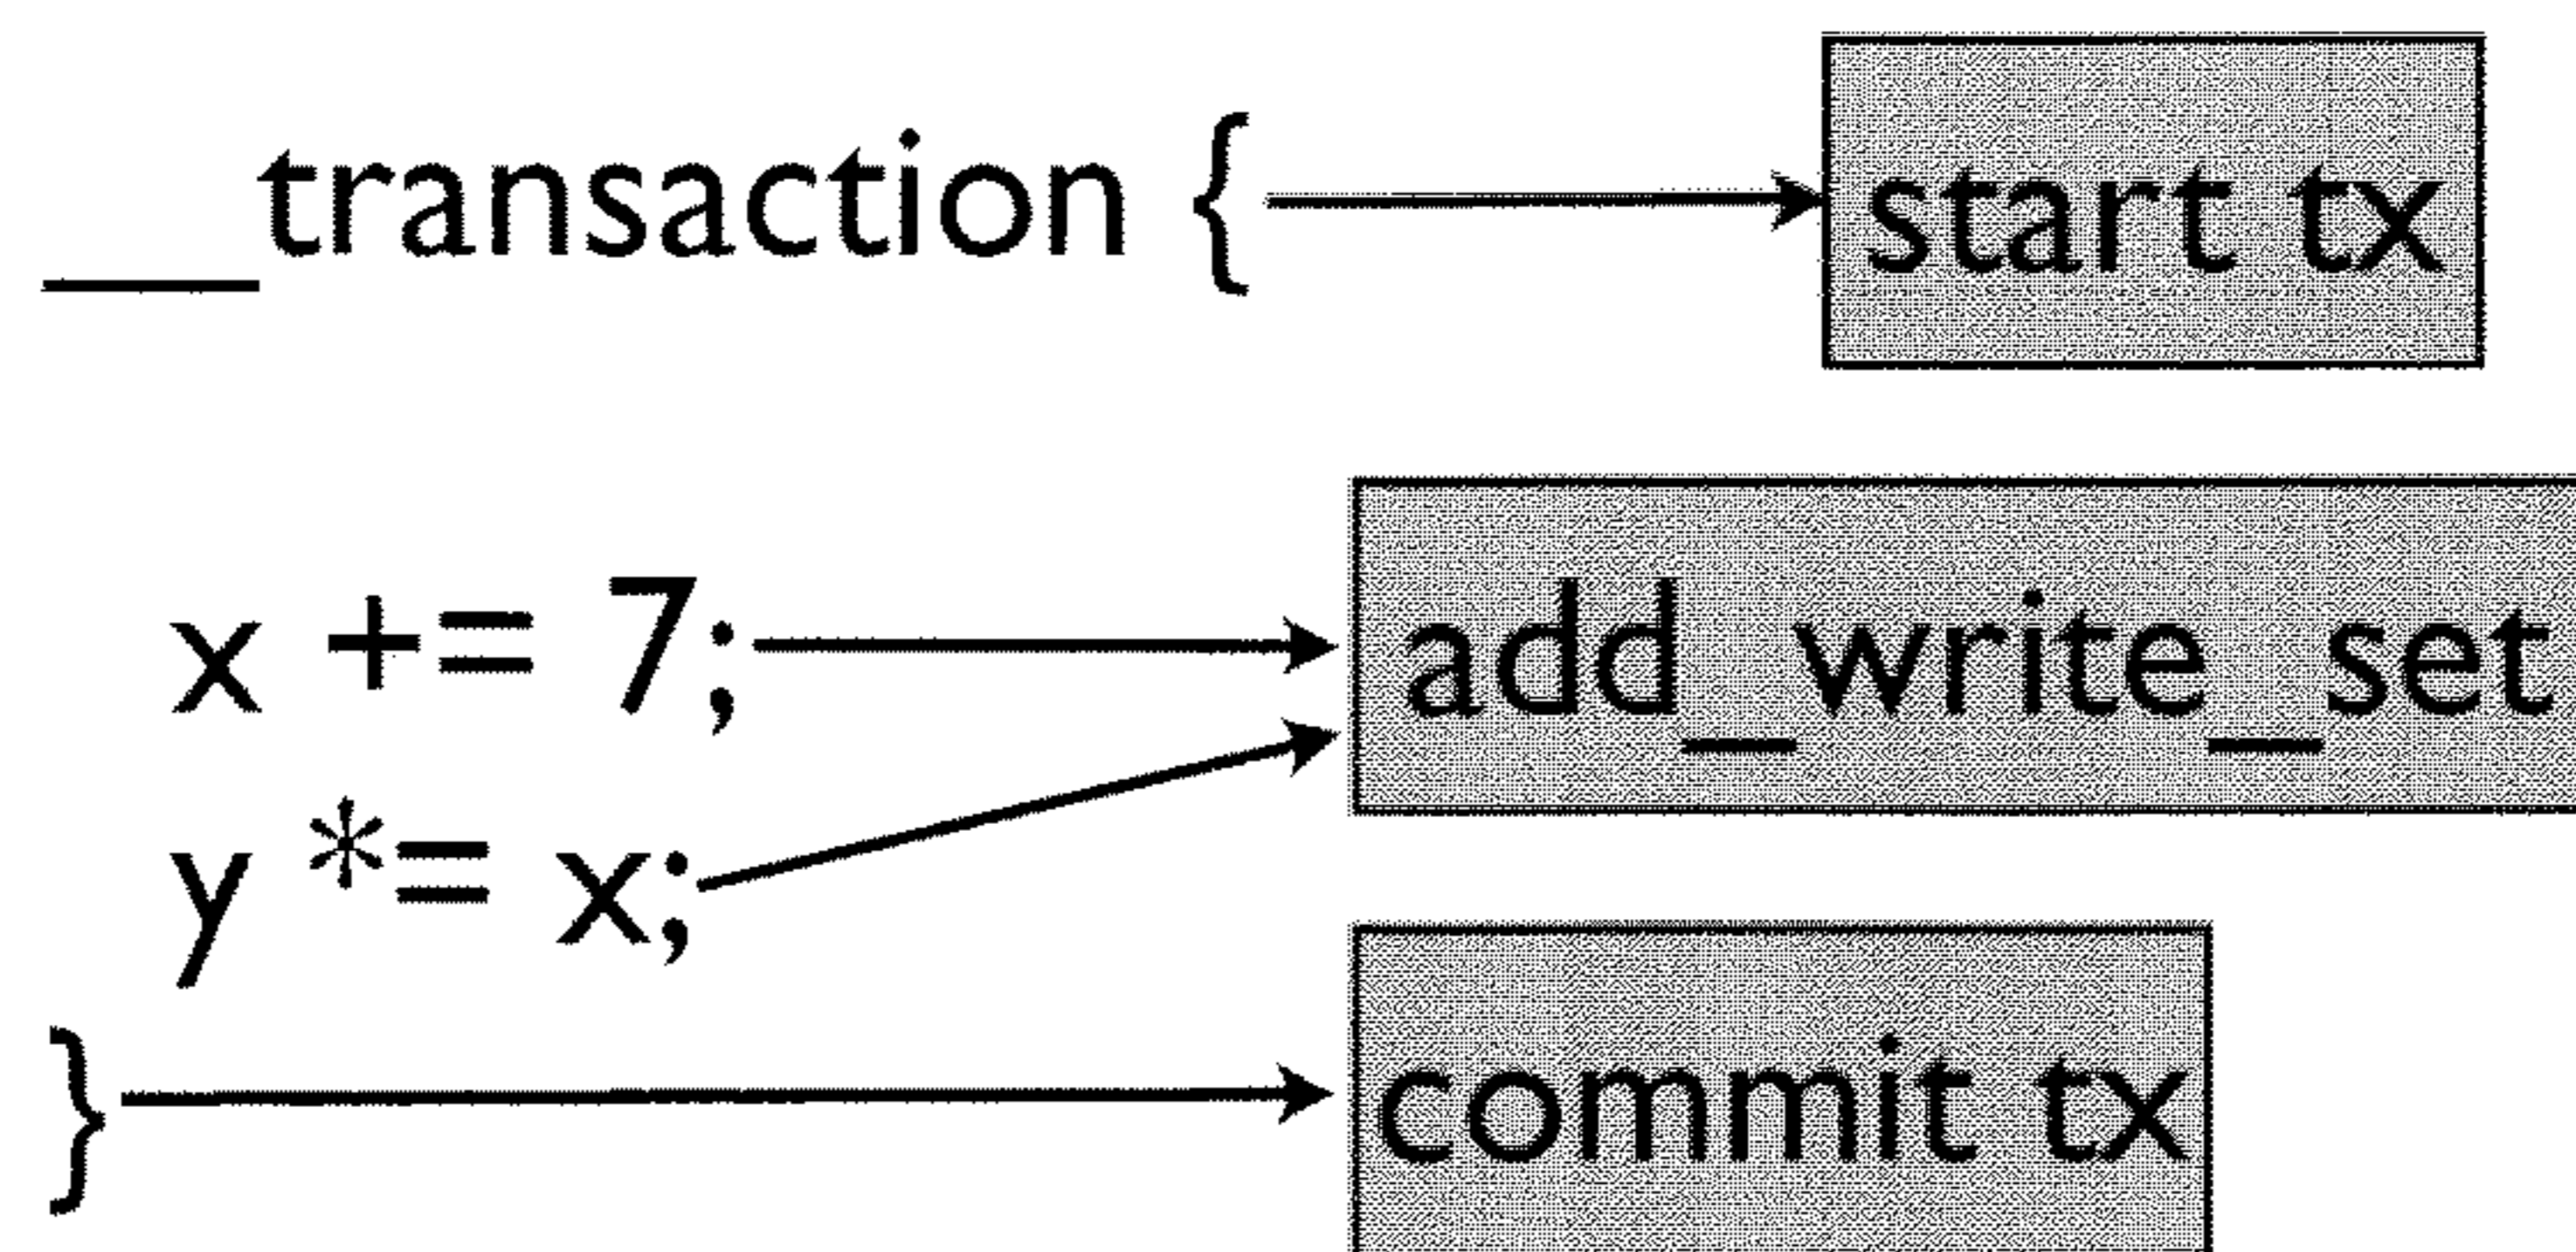 __transaction { start tx
x += 7; add_write_set
y *= x;
} commit tx